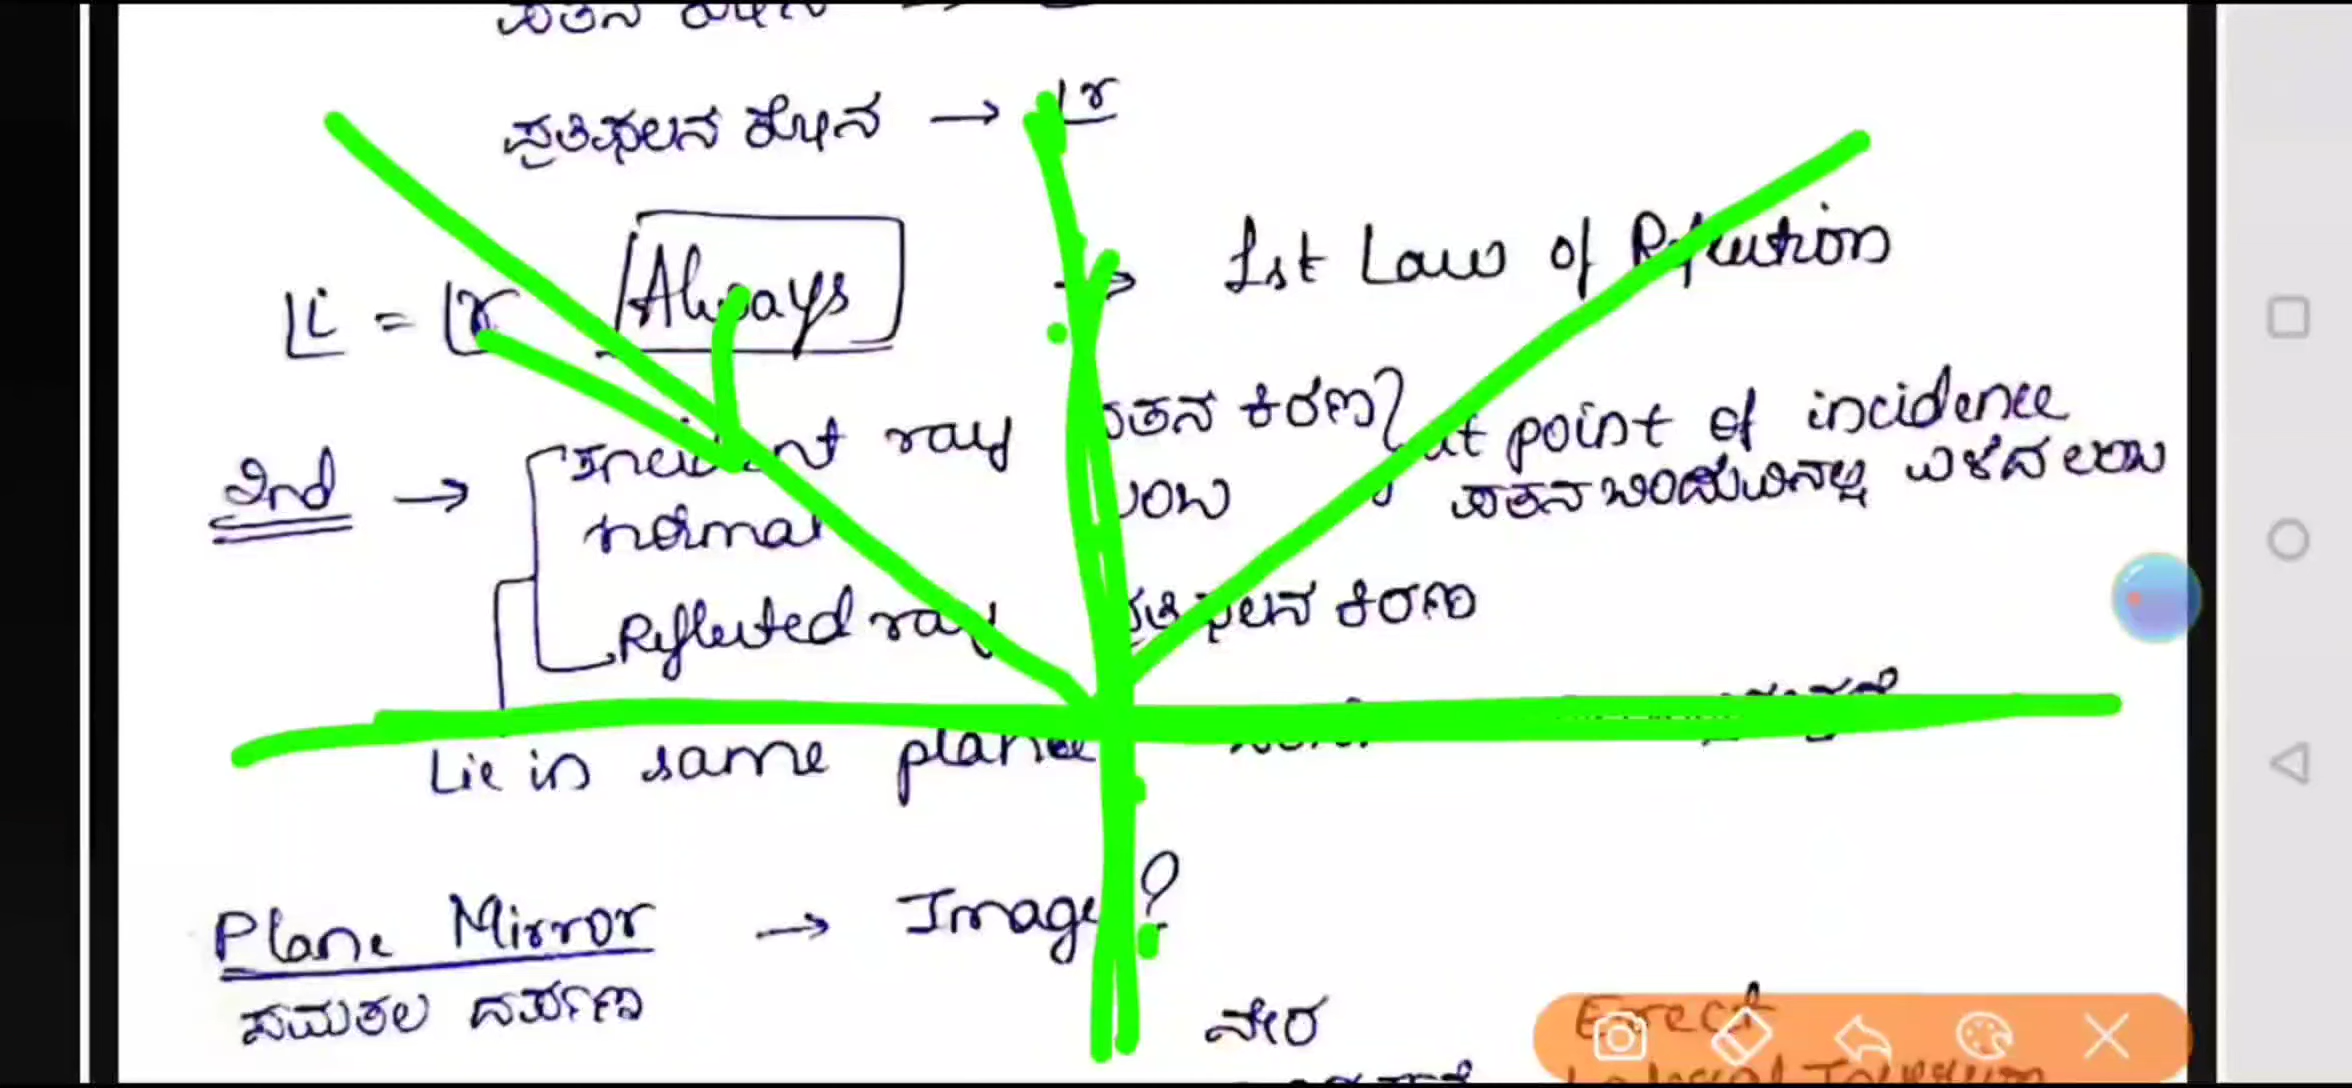 ಪ್ರತಿಫಲನ ಕೋನ → ∠r
∠i = ∠r Always → 1st Law of Reflection
2nd → Incident ray ಪತನ ಕಿರಣ at point of incidence
normal ಲಂಬ ಪತನ ಬಿಂದುವಿನಲ್ಲಿ ಎಳೆದ ಲಂಬ
Reflected ray ಪ್ರತಿಫಲನ ಕಿರಣ
Lie in same plane
Plane Mirror → Image ?
ಸಮತಲ ದರ್ಪಣ
ನೇರ Erect